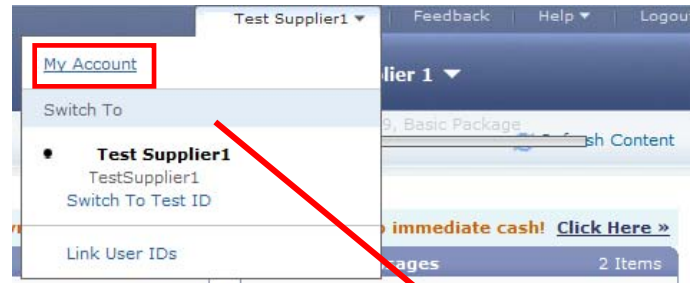 Test Supplier1 ▼ Feedback Help ▼ Logou
My Account
lier 1 ▼
Switch To
9, Basic Package
sh Content
• Test Supplier1
TestSupplier1
Switch To Test ID
immediate cash! Click Here »
Link User IDs
ages 2 Items